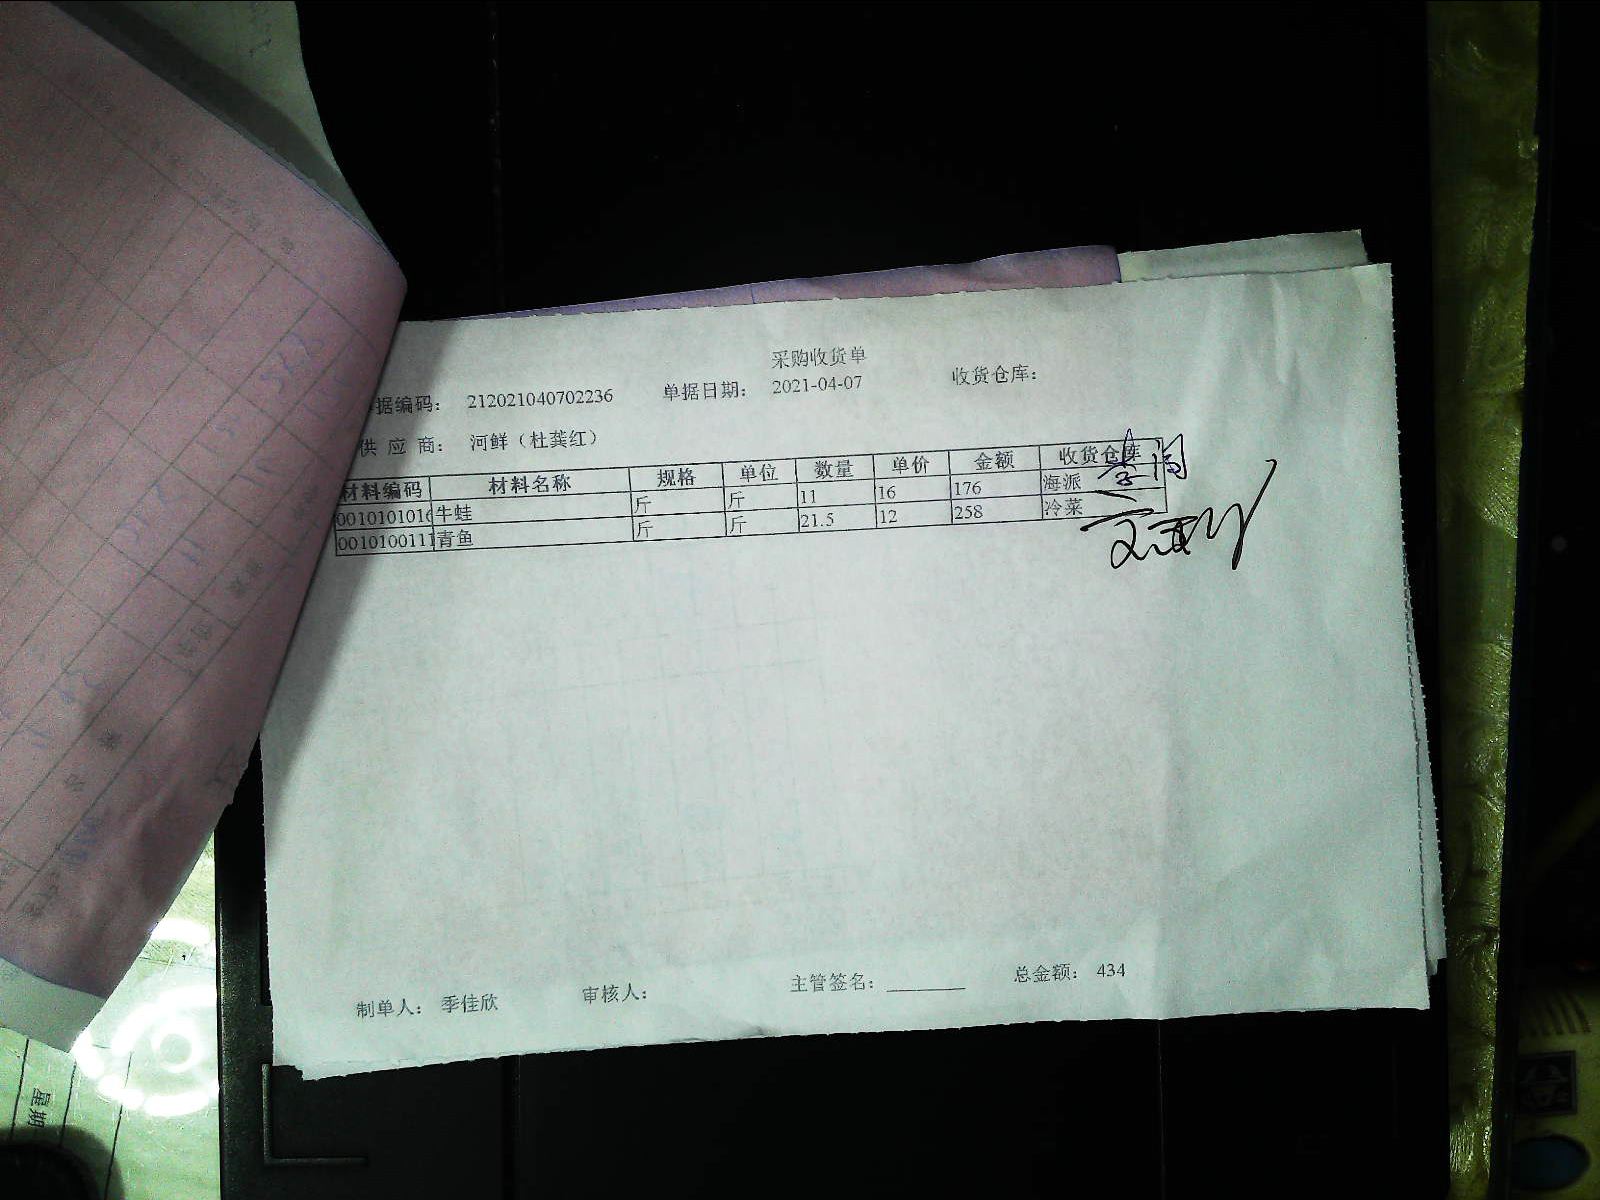 采购收货单
据编码： 212021040702236 单据日期： 2021-04-07 收货仓库：
供应商： 河鲜（杜龚红）
材料编码 材料名称 规格 单位 数量 单价 金额 收货仓库
0010101016 牛蛙 斤 斤 11 16 176 海派
0010100111 青鱼 斤 斤 21.5 12 258 冷菜
制单人： 季佳欣 审核人： 主管签名： 总金额： 434
星期